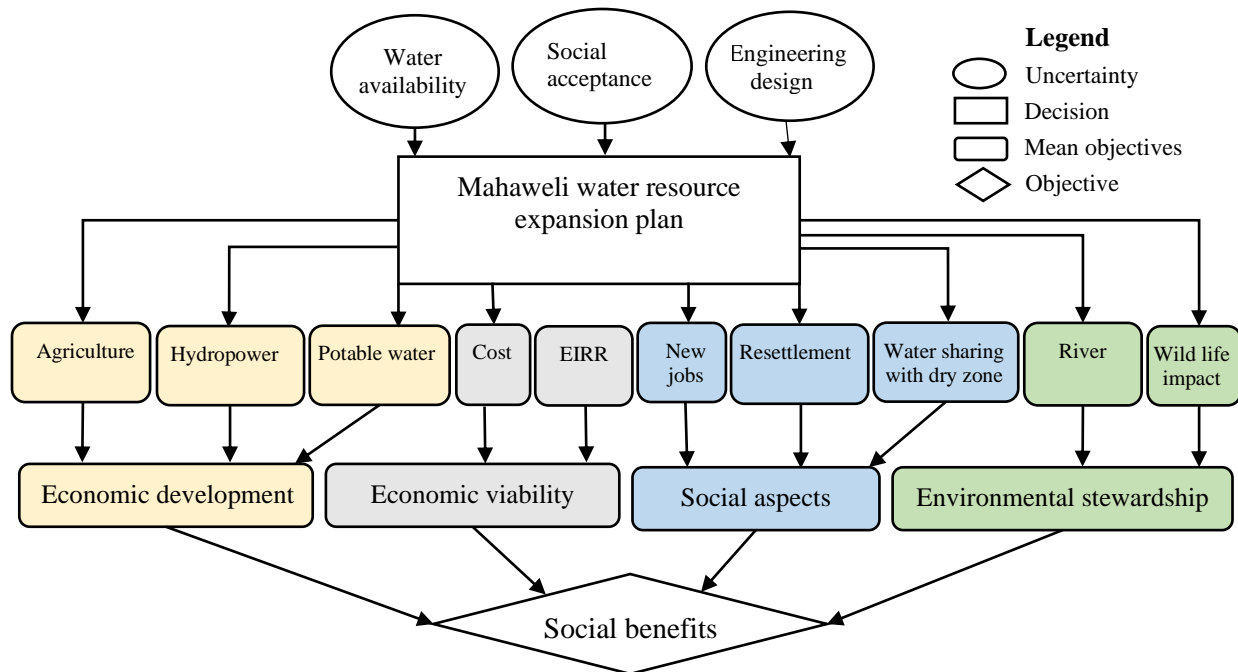 Water
availability
Social
acceptance
Engineering
design
Legend
Uncertainty
Decision
Mean objectives
Objective
Mahaweli water resource
expansion plan
Agriculture
Hydropower
Potable water
Cost
EIRR
New
jobs
Resettlement
Water sharing
with dry zone
River
Wild life
impact
Economic development
Economic viability
Social aspects
Environmental stewardship
Social benefits